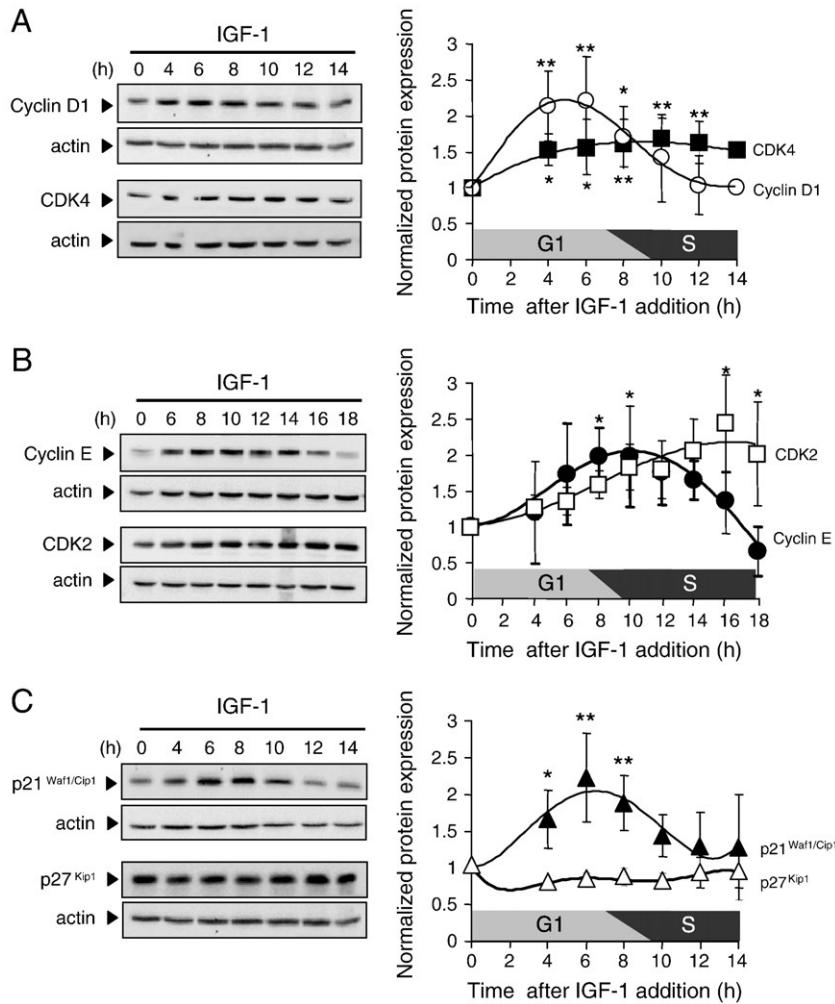 A
IGF-1
(h) 0 4 6 8 10 12 14
Cyclin D1
actin
CDK4
actin
Normalized protein expression
3
2.5
2
1.5
1
0.5
0
** ** * ** **
* * **
CDK4
Cyclin D1
G1 S
0 2 4 6 8 10 12 14
Time after IGF-1 addition (h)
B
IGF-1
(h) 0 6 8 10 12 14 16 18
Cyclin E
actin
CDK2
actin
Normalized protein expression
3
2.5
2
1.5
1
0.5
0
* * * *
CDK2
Cyclin E
G1 S
0 2 4 6 8 10 12 14 16 18
Time after IGF-1 addition (h)
C
IGF-1
(h) 0 4 6 8 10 12 14
p21 Waf1/Cip1
actin
p27 Kip1
actin
Normalized protein expression
3
2.5
2
1.5
1
0.5
0
* ** **
p21 Waf1/Cip1
p27 Kip1
G1 S
0 2 4 6 8 10 12 14
Time after IGF-1 addition (h)